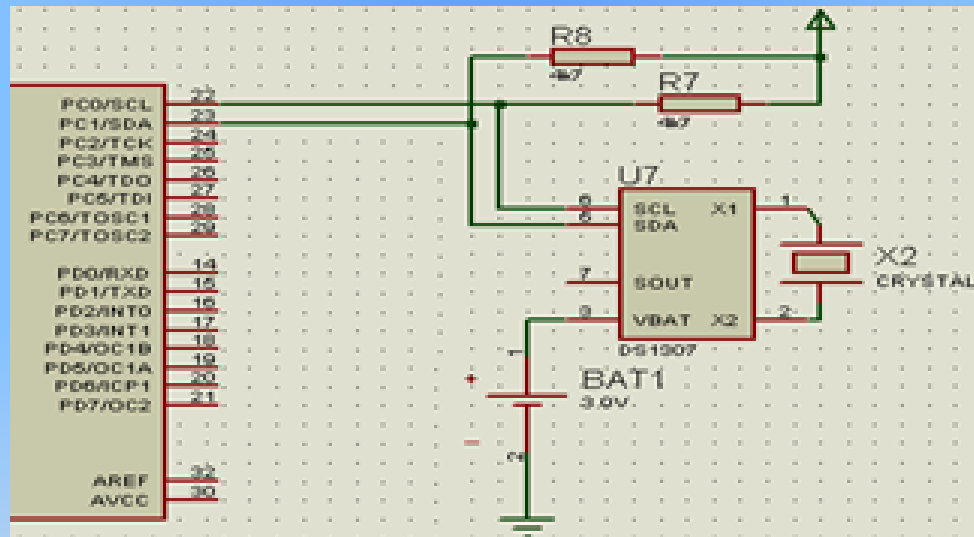 R8
4k7
R7
4k7
PC0/SCL 22
PC1/SDA 23
PC2/TCK 24
PC3/TMS 25
PC4/TDO 26
PC5/TDI 27
PC6/TOSC1 28
PC7/TOSC2 29
PD0/RXD 14
PD1/TXD 15
PD2/INT0 16
PD3/INT1 17
PD4/OC1B 18
PD5/OC1A 19
PD6/ICP1 20
PD7/OC2 21
AREF 32
AVCC 30
U7
6 SCL X1 1
5 SDA
7 SOUT
3 VBAT X2 2
DS1307
X2
CRYSTAL
1
+
BAT1
3.0V
−
2